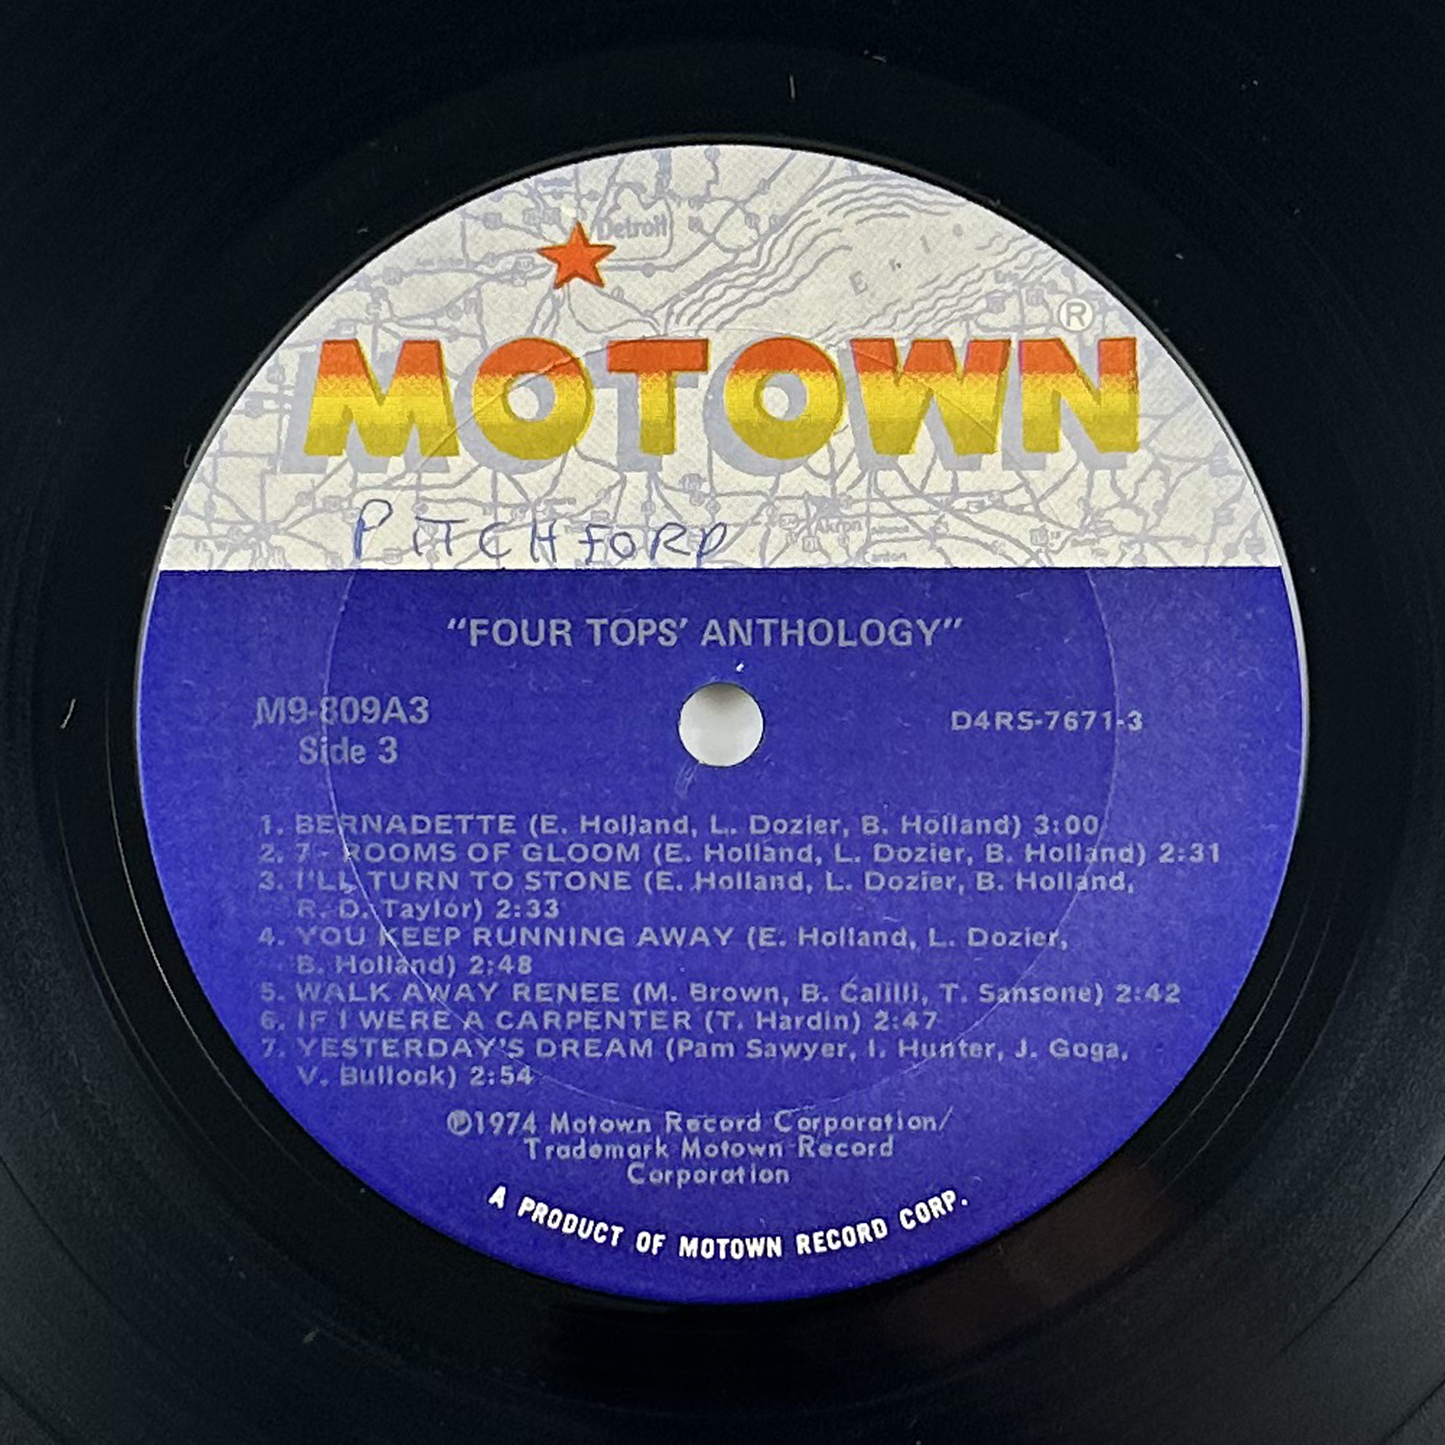 Detroit
Erie
®
MOTOWN
Akron
Canton
PITCHFORD
“FOUR TOPS’ ANTHOLOGY”
M9-809A3
D4RS-7671-3
Side 3
1. BERNADETTE (E. Holland, L. Dozier, B. Holland) 3:00
2. 7 - ROOMS OF GLOOM (E. Holland, L. Dozier, B. Holland) 2:31
3. I'LL TURN TO STONE (E. Holland, L. Dozier, B. Holland,
R. D. Taylor) 2:33
4. YOU KEEP RUNNING AWAY (E. Holland, L. Dozier,
B. Holland) 2:48
5. WALK AWAY RENEE (M. Brown, B. Calilli, T. Sansone) 2:42
6. IF I WERE A CARPENTER (T. Hardin) 2:47
7. YESTERDAY'S DREAM (Pam Sawyer, I. Hunter, J. Goga,
V. Bullock) 2:54
℗1974 Motown Record Corporation/
Trademark Motown Record
Corporation
A PRODUCT OF MOTOWN RECORD CORP.